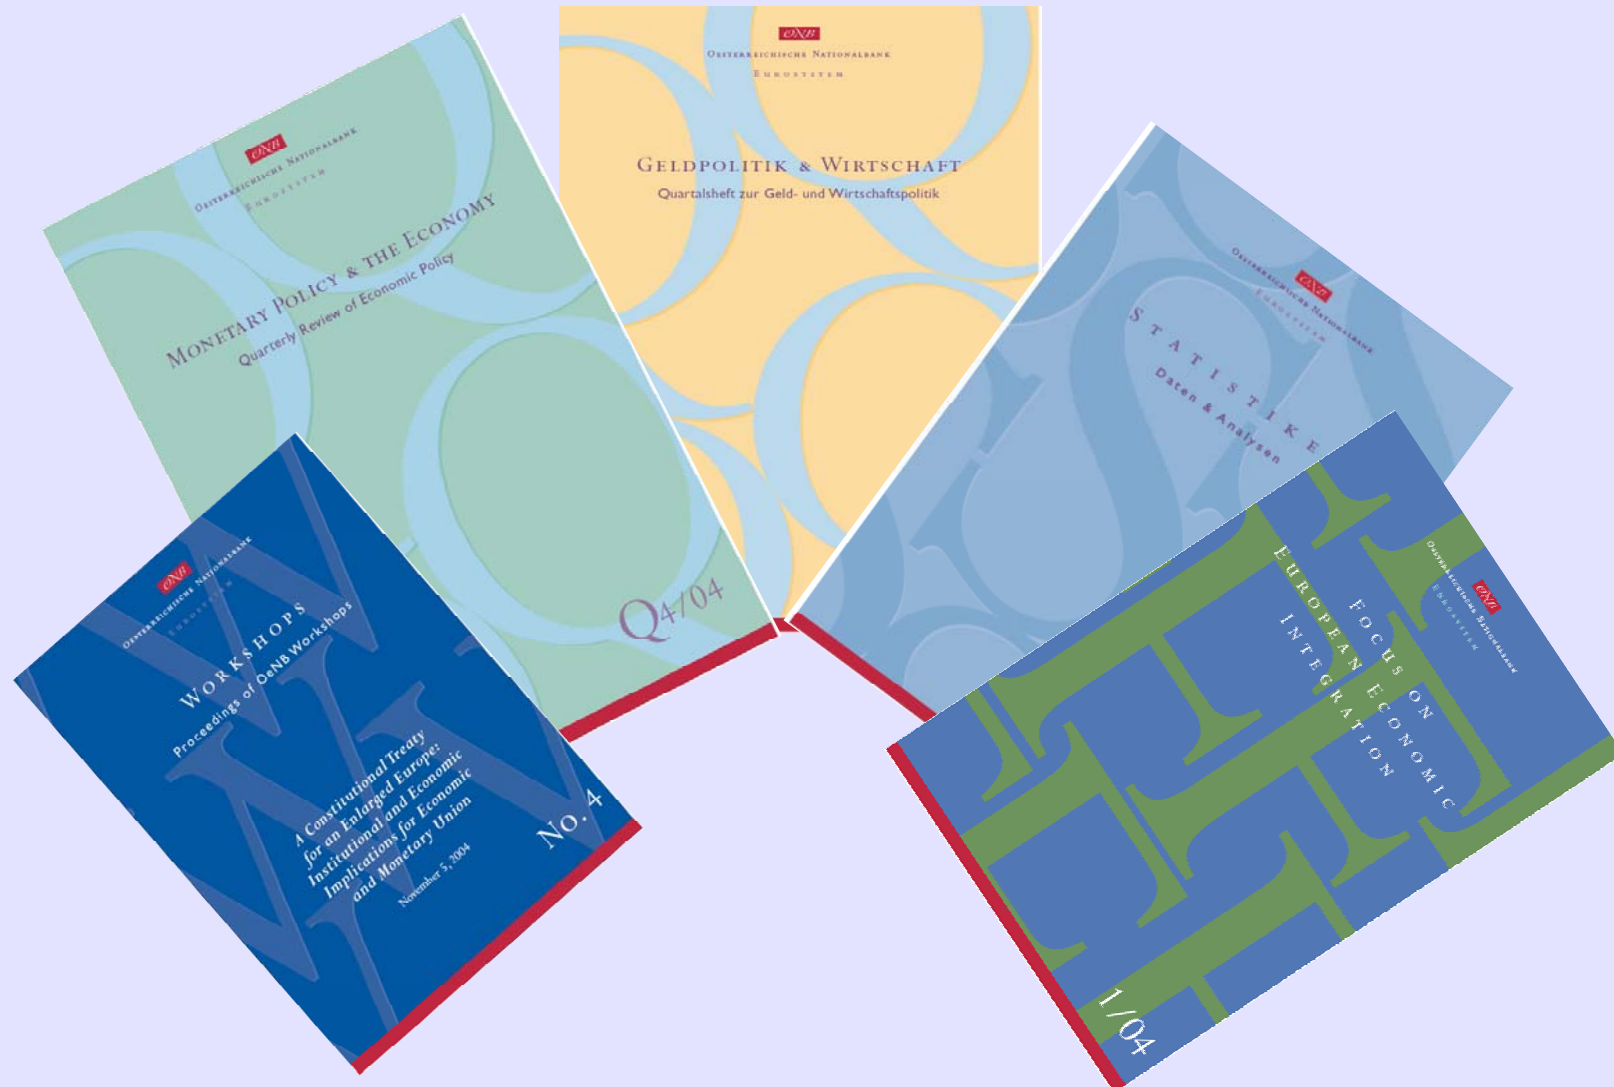 OeNB
OESTERREICHISCHE NATIONALBANK
EUROSYSTEM
MONETARY POLICY & THE ECONOMY
Quarterly Review of Economic Policy
Q4/04
OeNB
OESTERREICHISCHE NATIONALBANK
EUROSYSTEM
GELDPOLITIK & WIRTSCHAFT
Quartalsheft zur Geld- und Wirtschaftspolitik
OeNB
OESTERREICHISCHE NATIONALBANK
EUROSYSTEM
STATISTIKE
Daten & Analysen
OeNB
OESTERREICHISCHE NATIONALBANK
EUROSYSTEM
WORKSHOPS
Proceedings of OeNB Workshops
A Constitutional Treaty
for an Enlarged Europe:
Institutional and Economic
Implications for Economic
and Monetary Union
November 5, 2004
No. 4
OeNB
OESTERREICHISCHE NATIONALBANK
EUROSYSTEM
FOCUS ON
EUROPEAN ECONOMIC
INTEGRATION
1/04